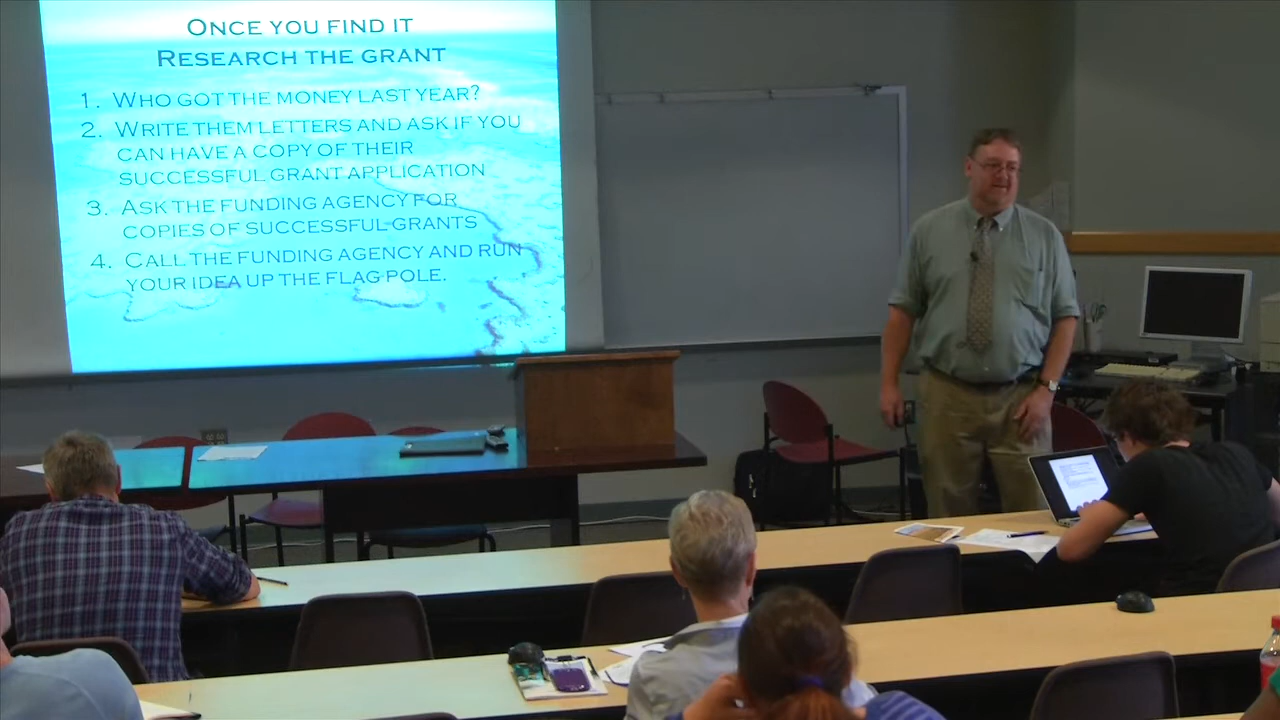 ONCE YOU FIND IT
RESEARCH THE GRANT
1. WHO GOT THE MONEY LAST YEAR?
2. WRITE THEM LETTERS AND ASK IF YOU
CAN HAVE A COPY OF THEIR
SUCCESSFUL GRANT APPLICATION
3. ASK THE FUNDING AGENCY FOR
COPIES OF SUCCESSFUL GRANTS
4. CALL THE FUNDING AGENCY AND RUN
YOUR IDEA UP THE FLAG POLE.